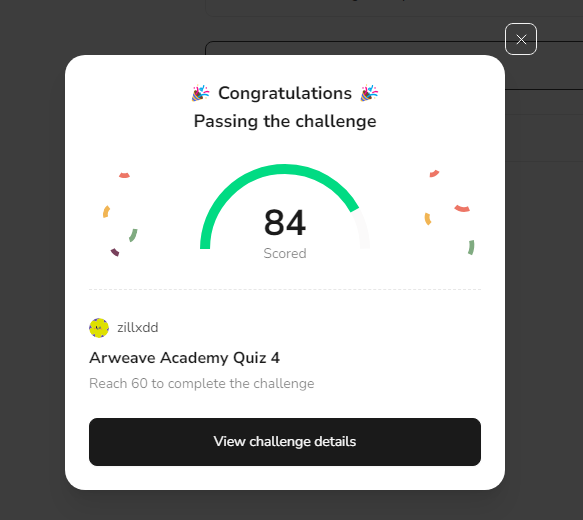 Congratulations
Passing the challenge
84
Scored
zillxdd
Arweave Academy Quiz 4
Reach 60 to complete the challenge
View challenge details